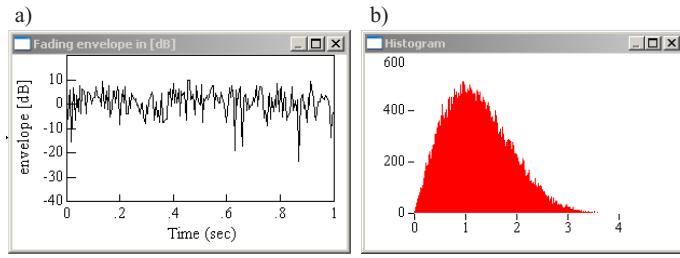 a)
Fading envelope in [dB]
10
0
-10
-20
-30
-40
envelope [dB]
0 .2 .4 .6 .8 1
Time (sec)
b)
Histogram
600
400
200
0
0 1 2 3 4